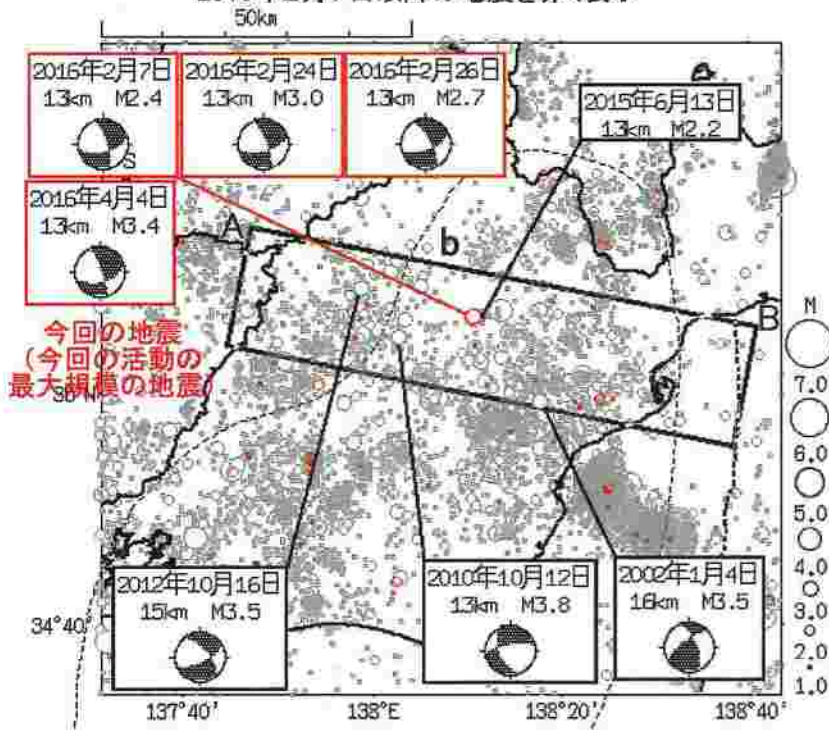 50km
2016年2月7日
13km M2.4
S
2016年2月24日
13km M3.0
2016年2月26日
13km M2.7
2015年6月13日
13km M2.2
2016年4月4日
13km M3.4
A
b
B
今回の地震
(今回の活動の
最大規模の地震)
M
7.0
6.0
5.0
4.0
3.0
2.0
1.0
2012年10月16日
15km M3.5
2010年10月12日
13km M3.8
2002年1月4日
16km M3.5
34°40'
137°40'
138°E
138°20'
138°40'